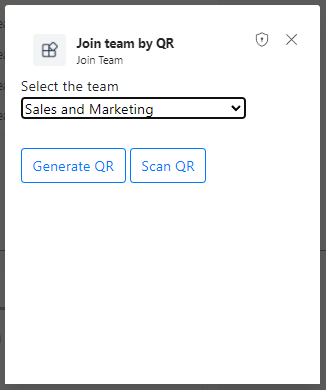 Join team by QR
Join Team
Select the team
Sales and Marketing
Generate QR
Scan QR